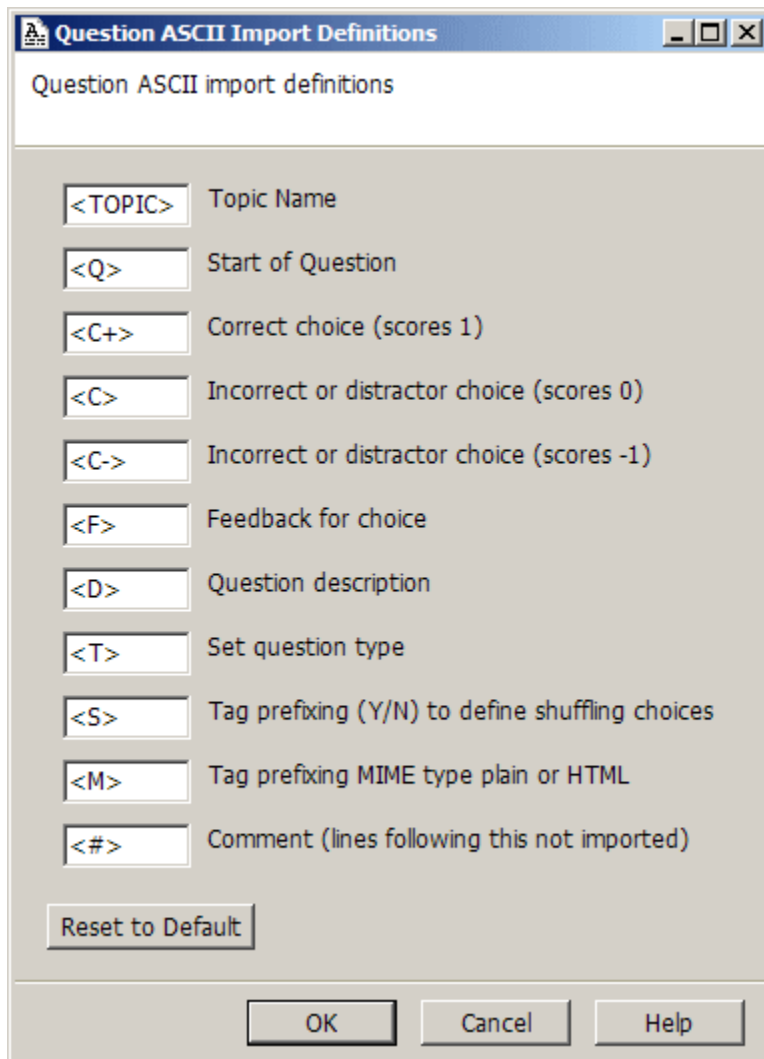 Question ASCII Import Definitions
Question ASCII import definitions
<TOPIC> Topic Name
<Q> Start of Question
<C+> Correct choice (scores 1)
<C> Incorrect or distractor choice (scores 0)
<C-> Incorrect or distractor choice (scores -1)
<F> Feedback for choice
<D> Question description
<T> Set question type
<S> Tag prefixing (Y/N) to define shuffling choices
<M> Tag prefixing MIME type plain or HTML
<#> Comment (lines following this not imported)
Reset to Default
OK Cancel Help